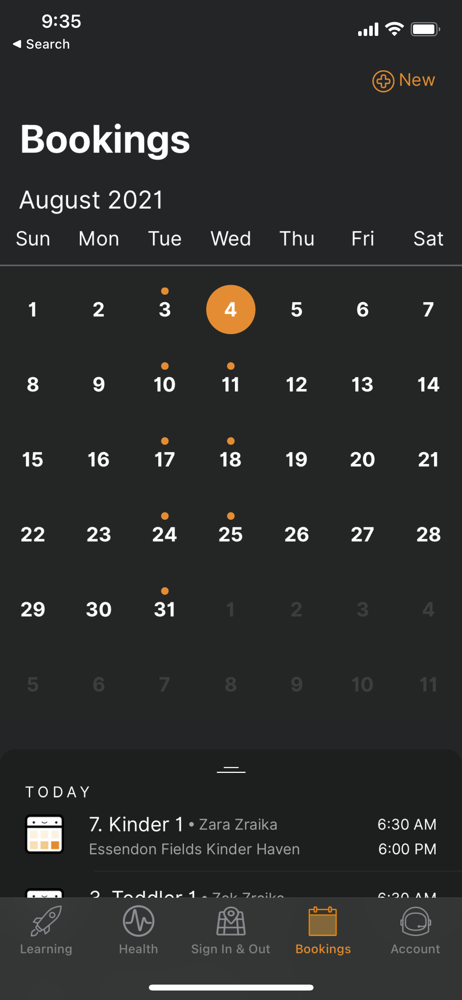 9:35
◀ Search
New
Bookings
August 2021
Sun Mon Tue Wed Thu Fri Sat
1 2 3 4 5 6 7
8 9 10 11 12 13 14
15 16 17 18 19 20 21
22 23 24 25 26 27 28
29 30 31 1 2 3 4
5 6 7 8 9 10 11
TODAY
7. Kinder 1 • Zara Zraika 6:30 AM
Essendon Fields Kinder Haven 6:00 PM
3. Toddler 1 • Zak Zraika 6:30 AM
Learning Health Sign In & Out Bookings Account